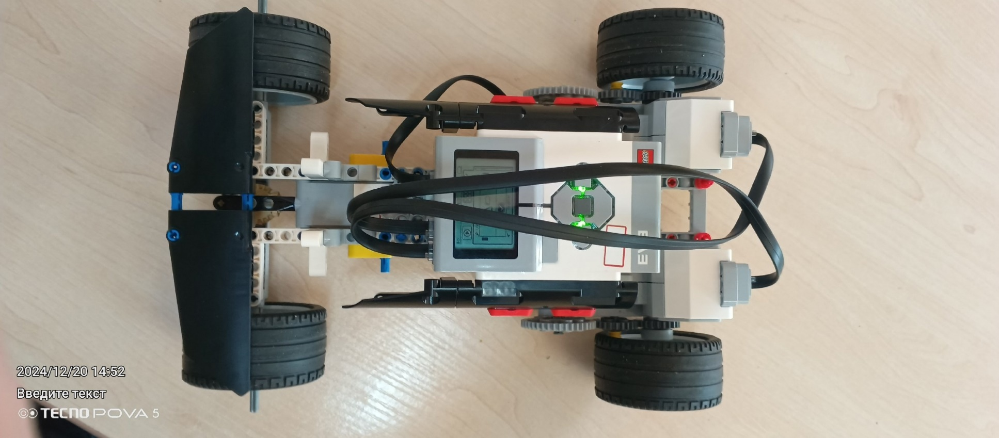 LEGO
EV3
2024/12/20 14:52
Введите текст
TECNO POVA 5